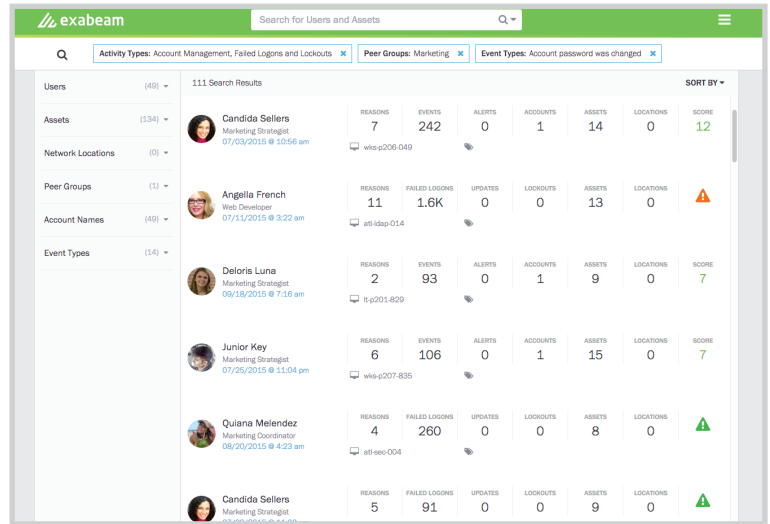 exabeam
Search for Users and Assets
Activity Types: Account Management, Failed Logons and Lockouts ×
Peer Groups: Marketing ×
Event Types: Account password was changed ×
Users (49)
Assets (134)
Network Locations (0)
Peer Groups (1)
Account Names (49)
Event Types (14)
111 Search Results
SORT BY
Candida Sellers
Marketing Strategist
07/03/2015 @ 10:56 am
REASONS EVENTS ALERTS ACCOUNTS ASSETS LOCATIONS SCORE
7 242 0 1 14 0 12
wks-p206-049
Angella French
Web Developer
07/11/2015 @ 3:22 am
REASONS FAILED LOGONS UPDATES LOCKOUTS ASSETS LOCATIONS
11 1.6K 0 0 13 0
atl-ldap-014
Deloris Luna
Marketing Strategist
09/18/2015 @ 7:16 am
REASONS EVENTS ALERTS ACCOUNTS ASSETS LOCATIONS SCORE
2 93 0 1 9 0 7
lt-p201-829
Junior Key
Marketing Strategist
07/25/2015 @ 11:04 pm
REASONS EVENTS ALERTS ACCOUNTS ASSETS LOCATIONS SCORE
6 106 0 1 15 0 7
wks-p207-835
Quiana Melendez
Marketing Coordinator
08/20/2015 @ 4:23 am
REASONS FAILED LOGONS UPDATES LOCKOUTS ASSETS LOCATIONS
4 260 0 0 8 0
atl-sec-004
Candida Sellers
Marketing Strategist
REASONS FAILED LOGONS UPDATES LOCKOUTS ASSETS LOCATIONS
5 91 0 0 9 0